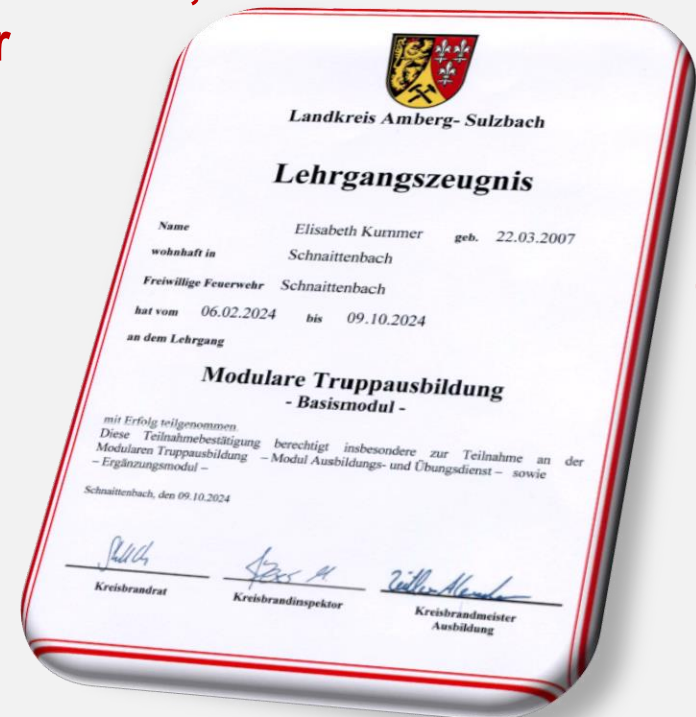 r
Landkreis Amberg- Sulzbach
Lehrgangszeugnis
Name Elisabeth Kummer geb. 22.03.2007
wohnhaft in Schnaittenbach
Freiwillige Feuerwehr Schnaittenbach
hat vom 06.02.2024 bis 09.10.2024
an dem Lehrgang
Modulare Truppausbildung
- Basismodul -
mit Erfolg teilgenommen.
Diese Teilnahmebestätigung berechtigt insbesondere zur Teilnahme an der
Modularen Truppausbildung – Modul Ausbildungs- und Übungsdienst – sowie
– Ergänzungsmodul –
Schnaittenbach, den 09.10.2024
Kreisbrandrat Kreisbrandinspektor Kreisbrandmeister
Ausbildung